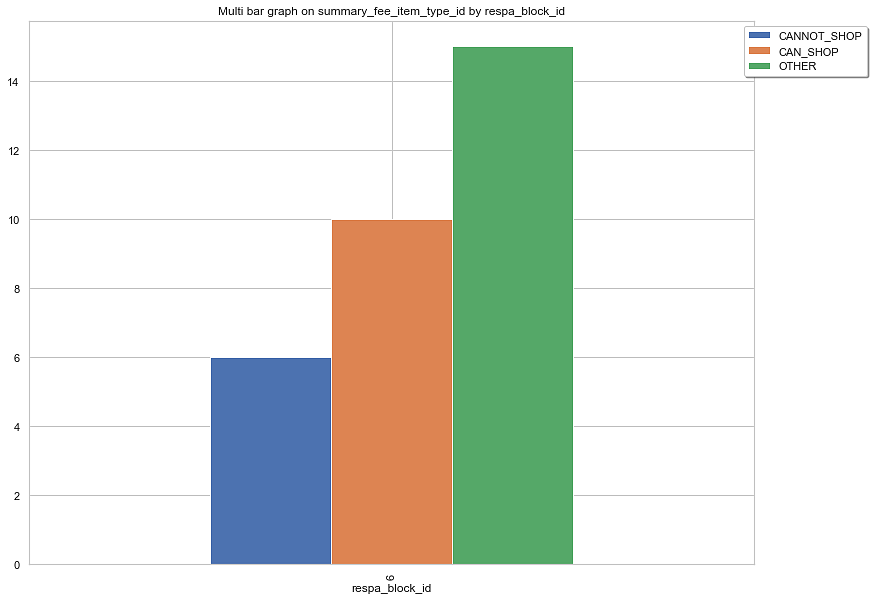 Multi bar graph on summary_fee_item_type_id by respa_block_id
CANNOT_SHOP
CAN_SHOP
OTHER
14
12
10
8
6
4
2
0
6
respa_block_id